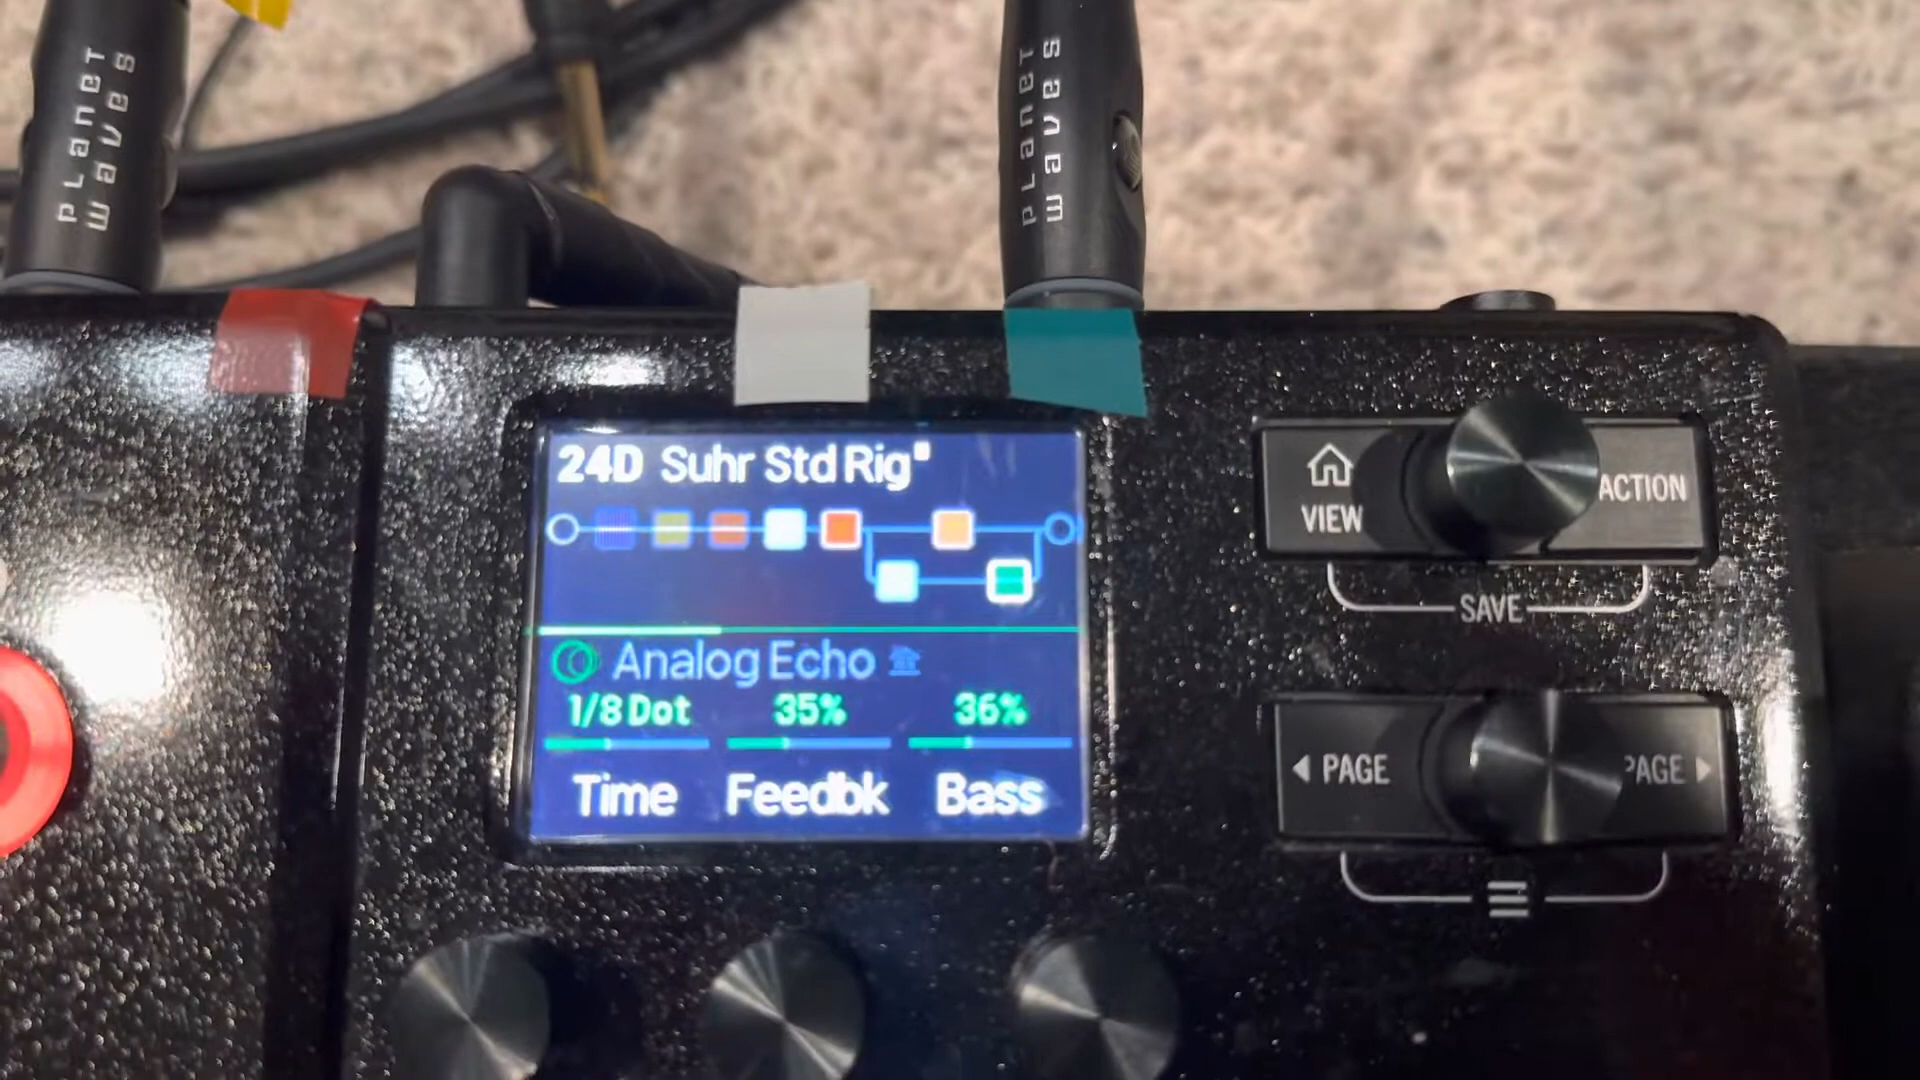 PLANET
WAVES
PLANET
WAVES
24D Suhr Std Rig
Analog Echo
1/8 Dot 35% 36%
Time Feedbk Bass
VIEW
ACTION
SAVE
PAGE
PAGE